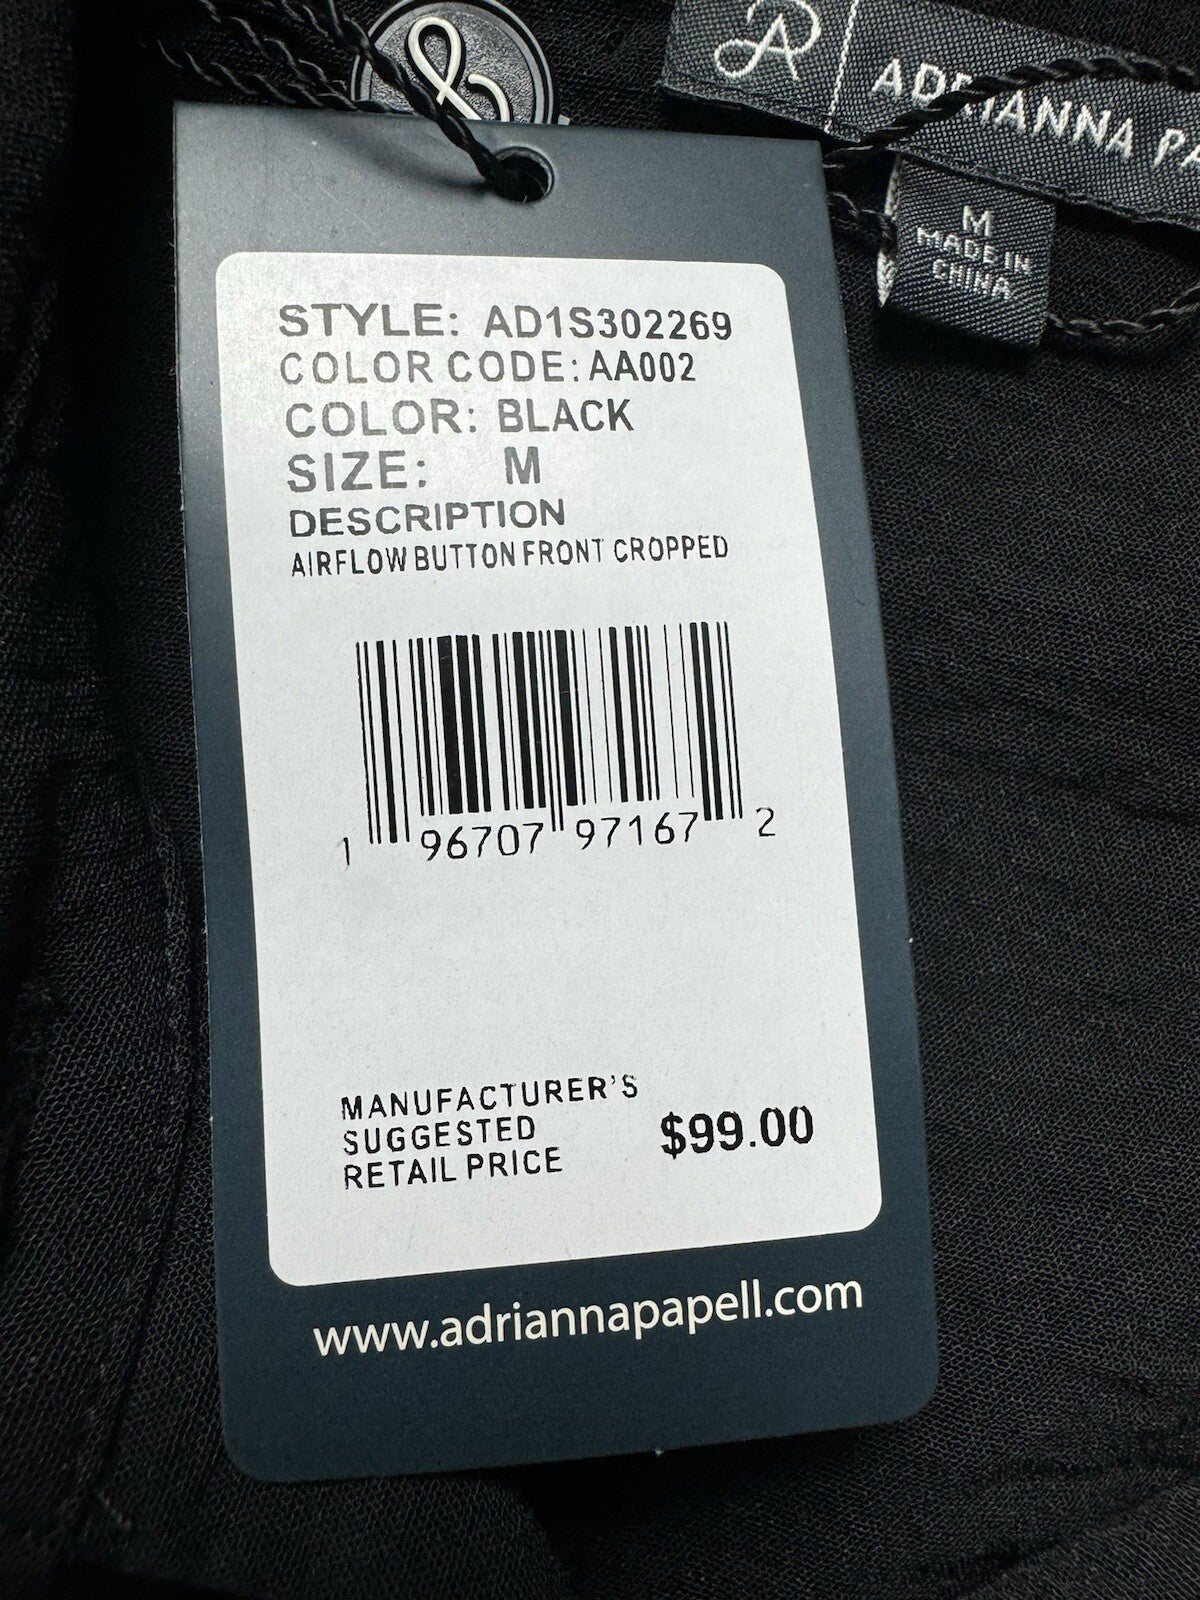 ADRIANNA PA
M
MADE IN
CHINA
STYLE: AD1S302269
COLOR CODE: AA002
COLOR: BLACK
SIZE: M
DESCRIPTION
AIRFLOW BUTTON FRONT CROPPED
1 96707 97167 2
MANUFACTURER'S
SUGGESTED
RETAIL PRICE $99.00
www.adriannapapell.com